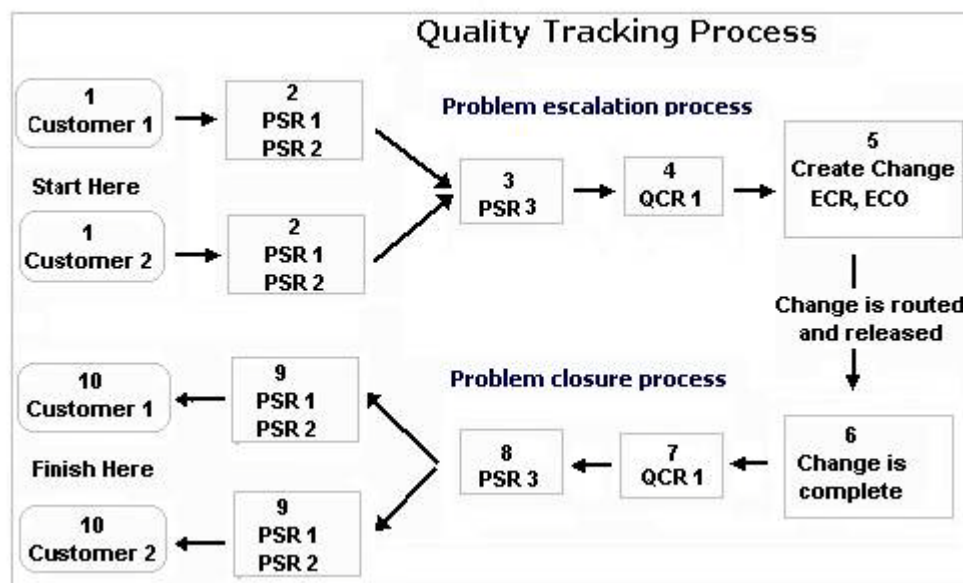 Quality Tracking Process
1
Customer 1
2
PSR 1
PSR 2
Problem escalation process
Start Here
3
PSR 3
4
QCR 1
5
Create Change
ECR, ECO
1
Customer 2
2
PSR 1
PSR 2
Change is routed
and released
10
Customer 1
9
PSR 1
PSR 2
Problem closure process
Finish Here
8
PSR 3
7
QCR 1
6
Change is
complete
10
Customer 2
9
PSR 1
PSR 2